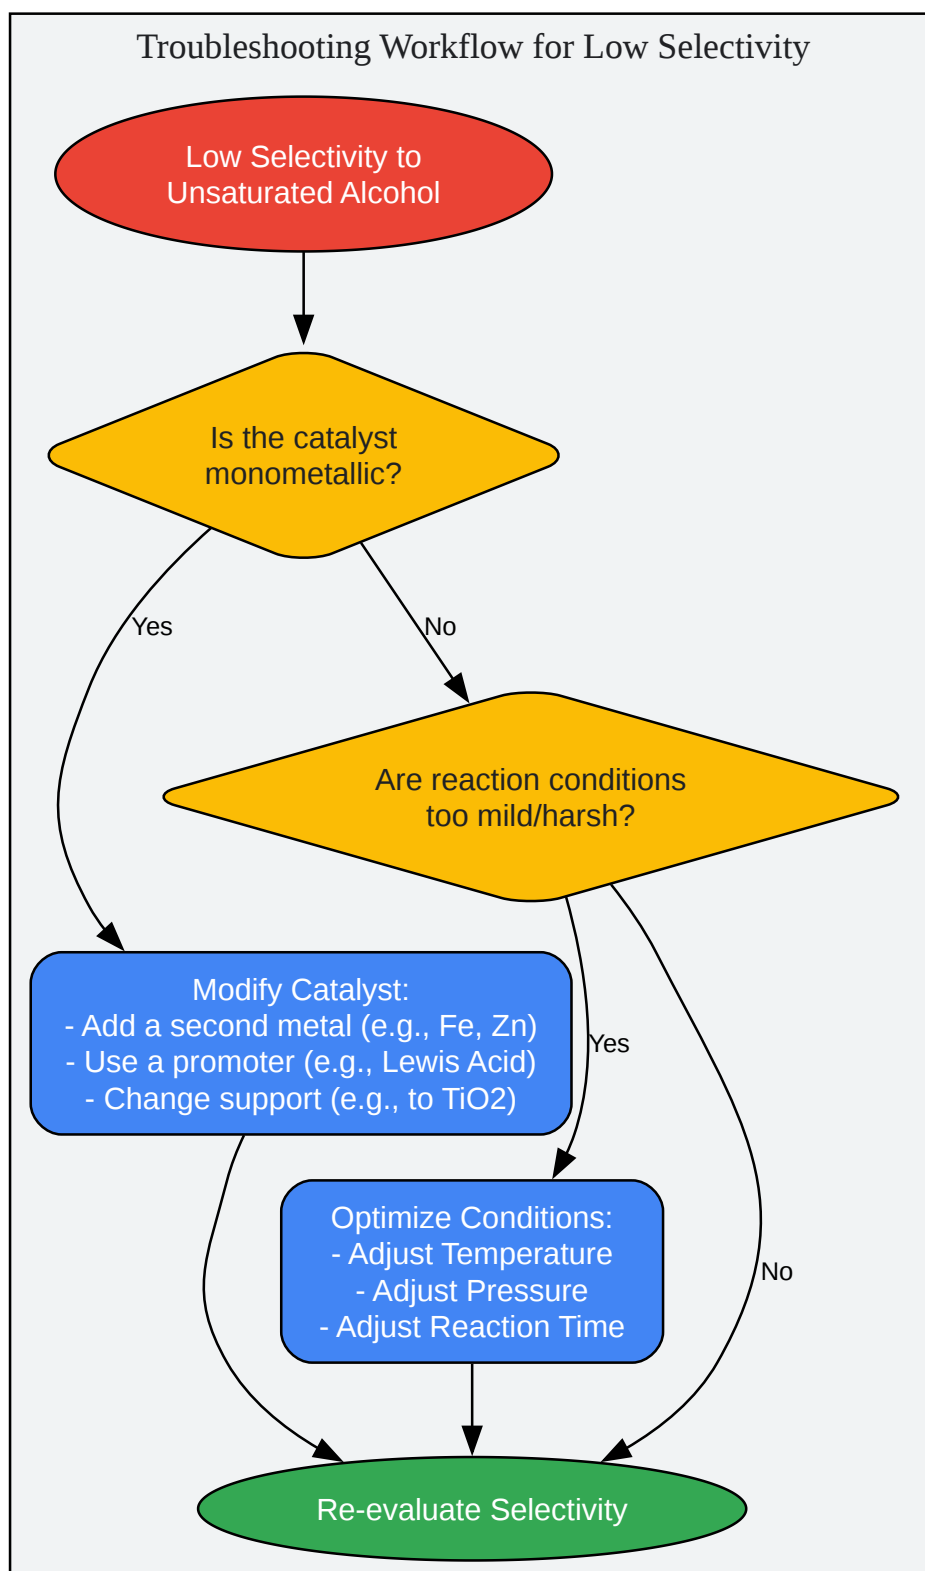 Troubleshooting Workflow for Low Selectivity
Low Selectivity to
Unsaturated Alcohol
Is the catalyst
monometallic?
Yes
No
Are reaction conditions
too mild/harsh?
Modify Catalyst:
- Add a second metal (e.g., Fe, Zn)
- Use a promoter (e.g., Lewis Acid)
- Change support (e.g., to TiO2)
Yes
Optimize Conditions:
- Adjust Temperature
- Adjust Pressure
- Adjust Reaction Time
No
Re-evaluate Selectivity